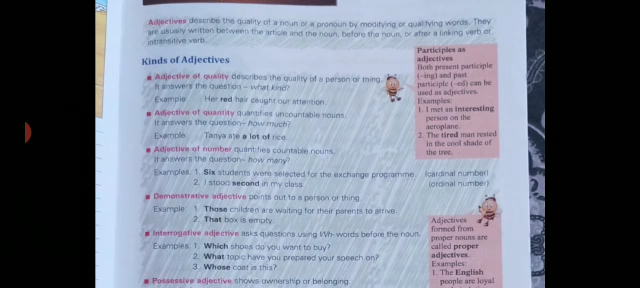 Adjectives describe the quality of a noun or a pronoun by modifying or qualifying words. They
are usually written between the article and the noun, before the noun, or after a linking verb or
intransitive verb.
Kinds of Adjectives
Adjective of quality describes the quality of a person or thing.
It answers the question – what kind?
Example: Her red hair caught our attention.
Adjective of quantity quantifies uncountable nouns.
It answers the question– how much?
Example: Tanya ate a lot of rice.
Adjective of number quantifies countable nouns.
It answers the question– how many?
Examples: 1. Six students were selected for the exchange programme. (cardinal number)
2. I stood second in my class. (ordinal number)
Demonstrative adjective points out to a person or thing.
Example: 1. Those children are waiting for their parents to arrive.
2. That box is empty.
Interrogative adjective asks questions using Wh-words before the noun.
Examples: 1. Which shoes do you want to buy?
2. What topic have you prepared your speech on?
3. Whose coat is this?
Possessive adjective shows ownership or belonging.
Participles as
adjectives
Both present participle
(–ing) and past
participle (–ed) can be
used as adjectives.
Examples:
1. I met an interesting
person on the
aeroplane.
2. The tired man rested
in the cool shade of
the tree.
Adjectives
formed from
proper nouns are
called proper
adjectives.
Examples:
1. The English
people are loyal